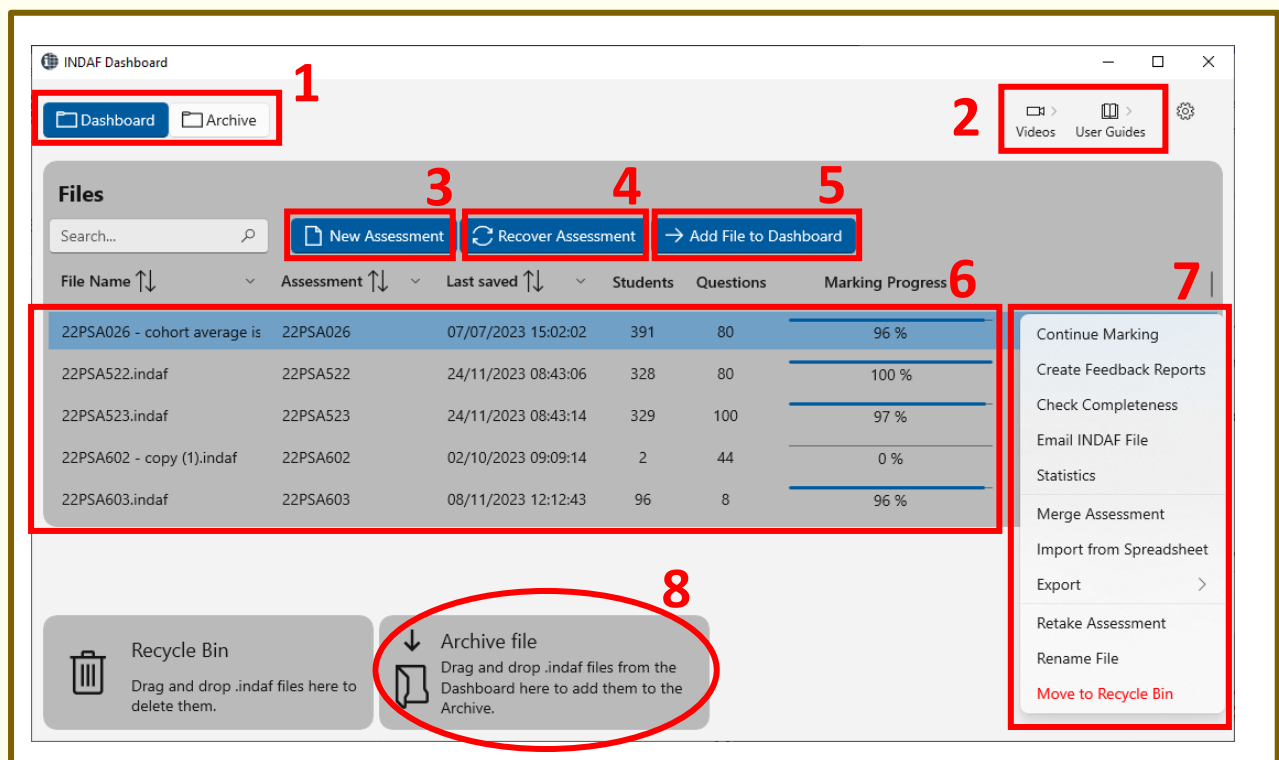 INDAF Dashboard
1
Dashboard
Archive
2
Videos
User Guides
Files
3
4
5
Search...
New Assessment
Recover Assessment
Add File to Dashboard
File Name
Assessment
Last saved
Students
Questions
Marking Progress
6
7
22PSA026 - cohort average is 22PSA026 07/07/2023 15:02:02 391 80 96 %
22PSA522.indaf 22PSA522 24/11/2023 08:43:06 328 80 100 %
22PSA523.indaf 22PSA523 24/11/2023 08:43:14 329 100 97 %
22PSA602 - copy (1).indaf 22PSA602 02/10/2023 09:09:14 2 44 0 %
22PSA603.indaf 22PSA603 08/11/2023 12:12:43 96 8 96 %
Continue Marking
Create Feedback Reports
Check Completeness
Email INDAF File
Statistics
Merge Assessment
Import from Spreadsheet
Export
Retake Assessment
Rename File
Move to Recycle Bin
Recycle Bin
Drag and drop .indaf files here to
delete them.
8
Archive file
Drag and drop .indaf files from the
Dashboard here to add them to the
Archive.